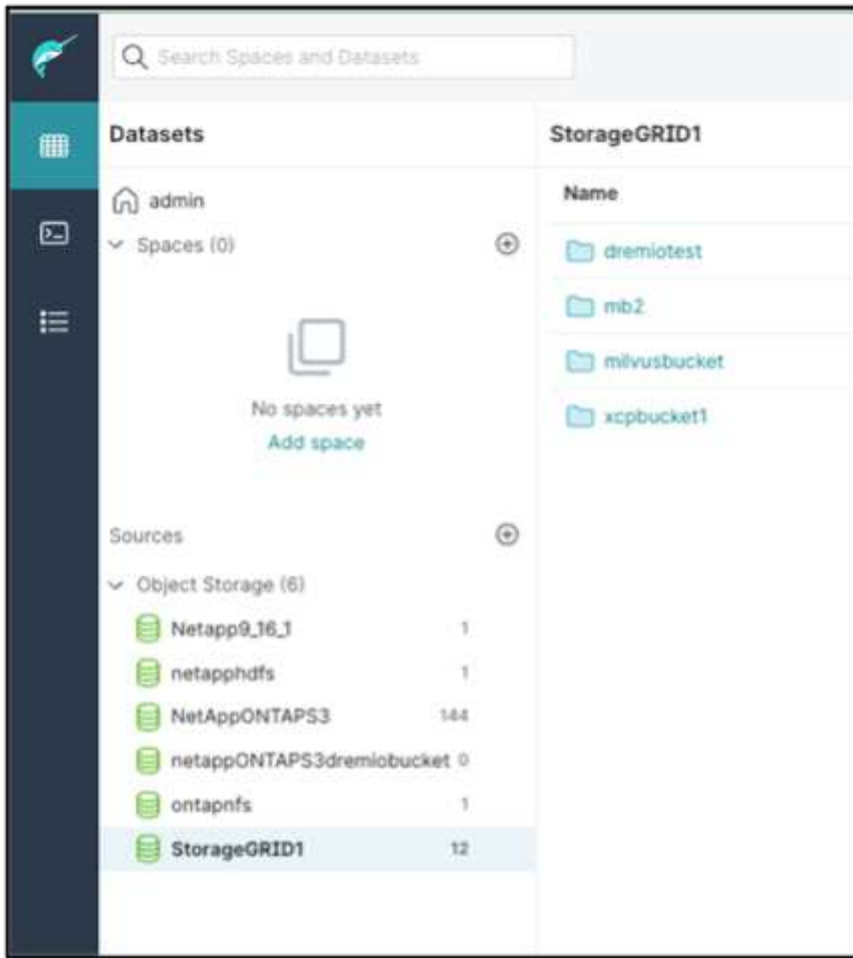 Search Spaces and Datasets
Datasets
admin
Spaces (0)
No spaces yet
Add space
Sources
Object Storage (6)
Netapp9_16_1 1
netapphdfs 1
NetAppONTAPS3 144
netappONTAPS3dremiobucket 0
ontapnfs 1
StorageGRID1 12
StorageGRID1
Name
dremiotest
mb2
milvusbucket
xcpbucket1